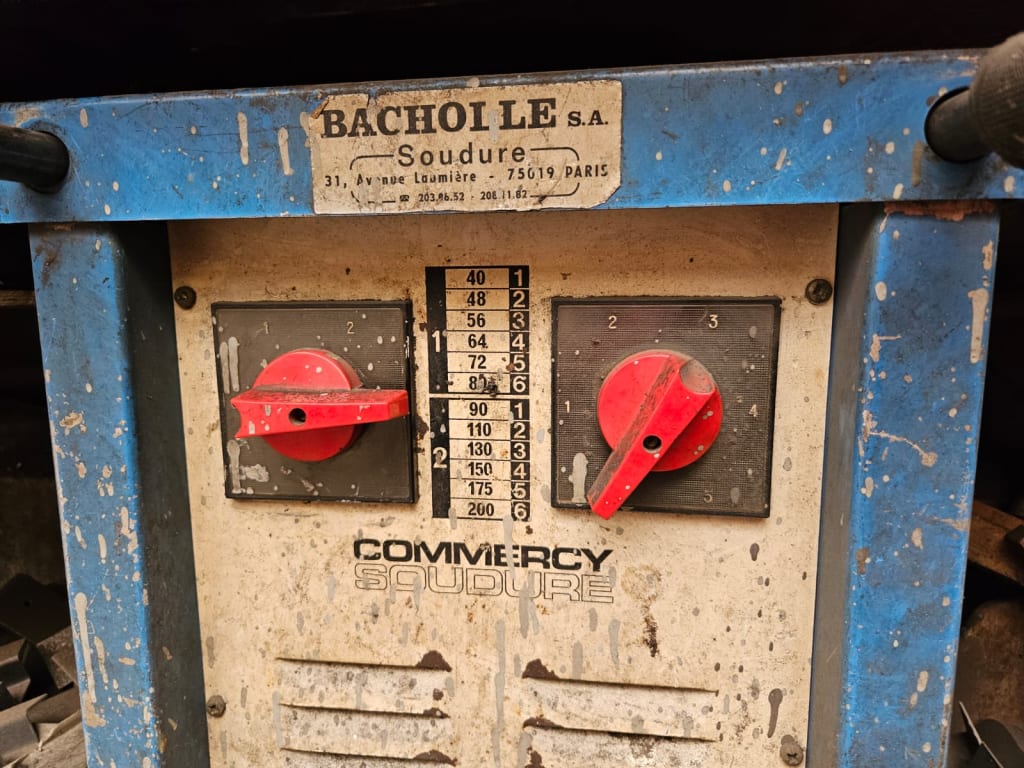 BACHOLLE S.A.
Soudure
31, Avenue Laumière - 75019 PARIS
☎ 203.96.52 - 208.11.82
1 2
1
40 1
48 2
56 3
64 4
72 5
80 6
2
90 1
110 2
130 3
150 4
175 5
200 6
1 2 3 4 5
COMMERCY
SOUDURE